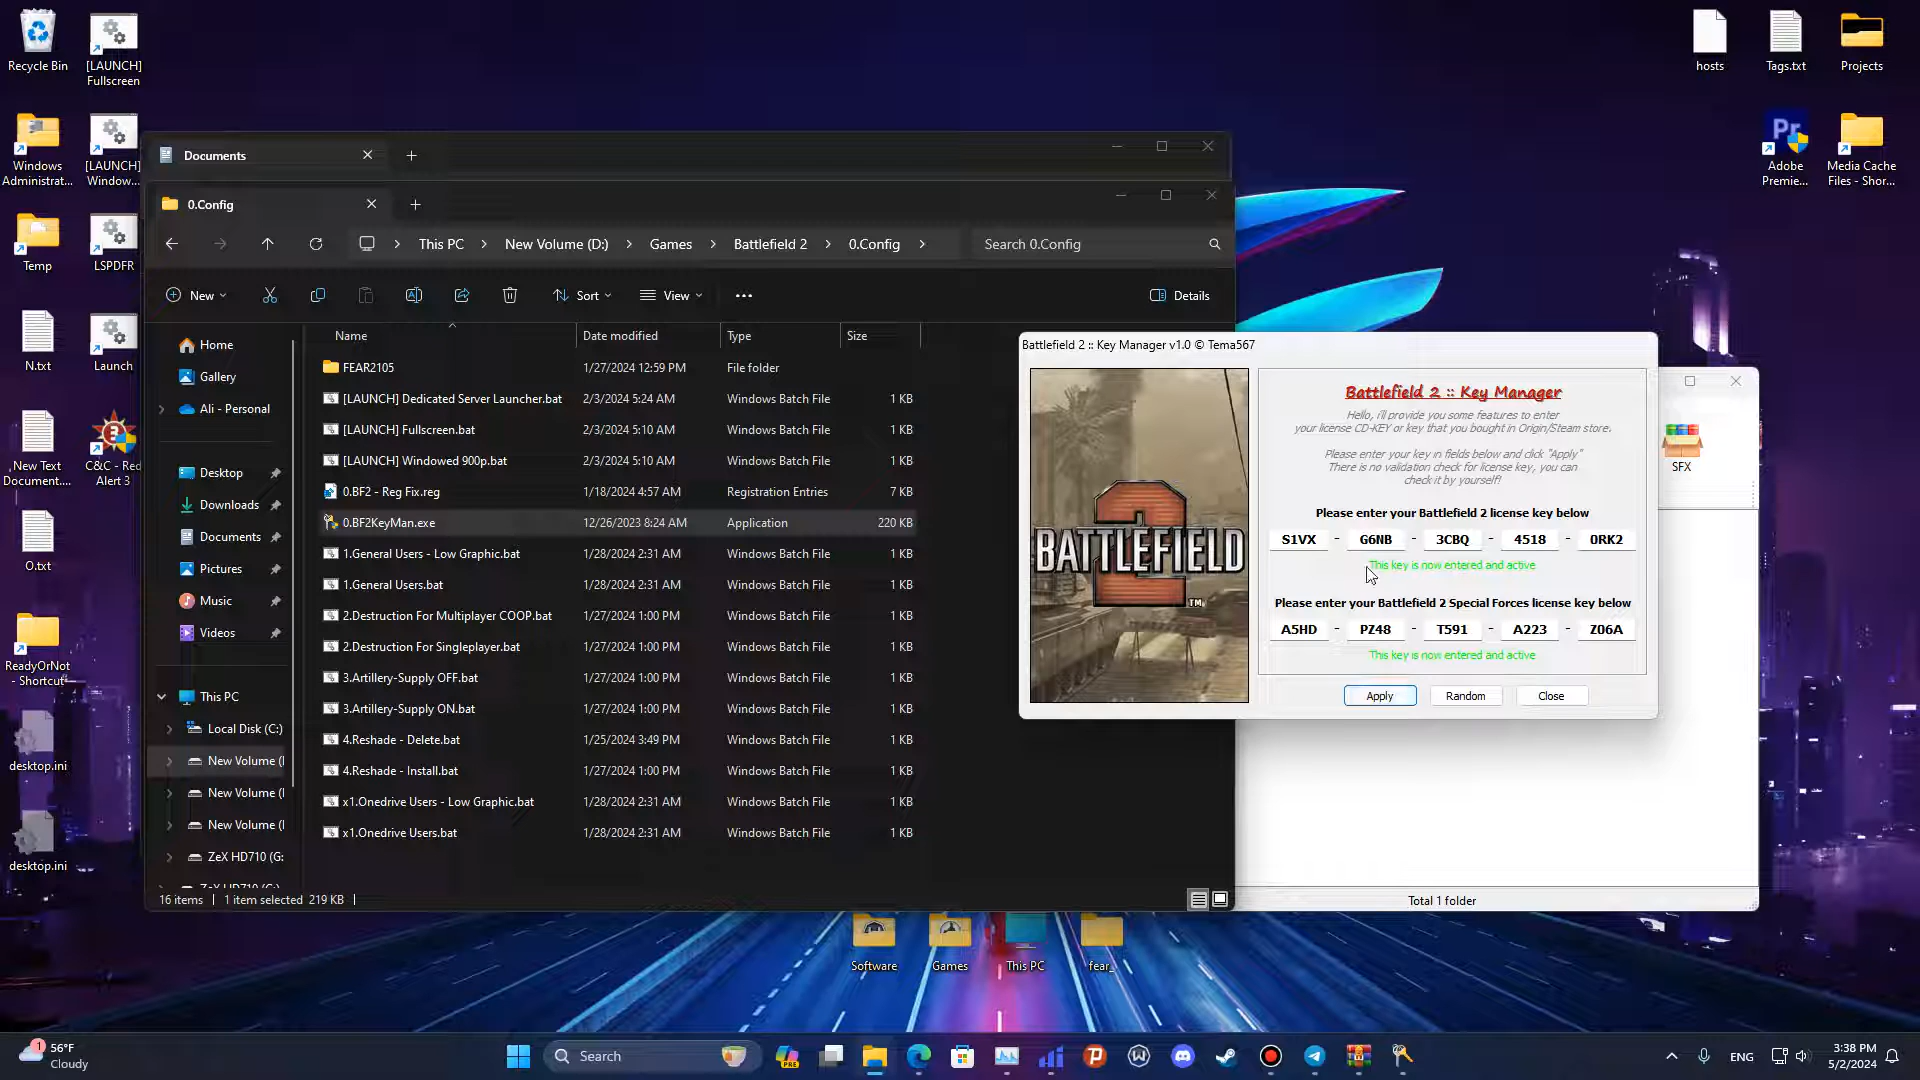 Recycle Bin
[LAUNCH]
Fullscreen
Windows
Administrat...
[LAUNCH]
Window...
Temp
LSPDFR
N.txt
Launch
New Text
Document....
C&C - Red
Alert 3
O.txt
ReadyOrNot
- Shortcut
desktop.ini
desktop.ini
hosts
Tags.txt
Projects
Adobe
Premie...
Media Cache
Files - Shor...
Documents
0.Config
This PC
New Volume (D:)
Games
Battlefield 2
0.Config
Search 0.Config
New
Sort
View
Details
Name
Date modified
Type
Size
Home
Gallery
Ali - Personal
Desktop
Downloads
Documents
Pictures
Music
Videos
This PC
Local Disk (C:)
New Volume (
New Volume (
New Volume (
ZeX HD710 (G:
ZeX HD710 (G:)
FEAR2105 1/27/2024 12:59 PM File folder
[LAUNCH] Dedicated Server Launcher.bat 2/3/2024 5:24 AM Windows Batch File 1 KB
[LAUNCH] Fullscreen.bat 2/3/2024 5:10 AM Windows Batch File 1 KB
[LAUNCH] Windowed 900p.bat 2/3/2024 5:10 AM Windows Batch File 1 KB
0.BF2 - Reg Fix.reg 1/18/2024 4:57 AM Registration Entries 7 KB
0.BF2KeyMan.exe 12/26/2023 8:24 AM Application 220 KB
1.General Users - Low Graphic.bat 1/28/2024 2:31 AM Windows Batch File 1 KB
1.General Users.bat 1/28/2024 2:31 AM Windows Batch File 1 KB
2.Destruction For Multiplayer COOP.bat 1/27/2024 1:00 PM Windows Batch File 1 KB
2.Destruction For Singleplayer.bat 1/27/2024 1:00 PM Windows Batch File 1 KB
3.Artillery-Supply OFF.bat 1/27/2024 1:00 PM Windows Batch File 1 KB
3.Artillery-Supply ON.bat 1/27/2024 1:00 PM Windows Batch File 1 KB
4.Reshade - Delete.bat 1/25/2024 3:49 PM Windows Batch File 1 KB
4.Reshade - Install.bat 1/27/2024 1:00 PM Windows Batch File 1 KB
x1.Onedrive Users - Low Graphic.bat 1/28/2024 2:31 AM Windows Batch File 1 KB
x1.Onedrive Users.bat 1/28/2024 2:31 AM Windows Batch File 1 KB
16 items
1 item selected 219 KB
Battlefield 2 :: Key Manager v1.0 © Tema567
BATTLEFIELD
2
TM
Battlefield 2 :: Key Manager
Hello, i'll provide you some features to enter
your license CD-KEY or key that you bought in Origin/Steam store.
Please enter your key in fields below and click "Apply"
There is no validation check for license key, you can
check it by yourself!
Please enter your Battlefield 2 license key below
S1VX - G6NB - 3CBQ - 4518 - 0RK2
This key is now entered and active
Please enter your Battlefield 2 Special Forces license key below
A5HD - PZ48 - T591 - A223 - Z06A
This key is now entered and active
Apply
Random
Close
SFX
Total 1 folder
Software
Games
This PC
fear_
1
56°F
Cloudy
Search
PRE
ENG
3:38 PM
5/2/2024